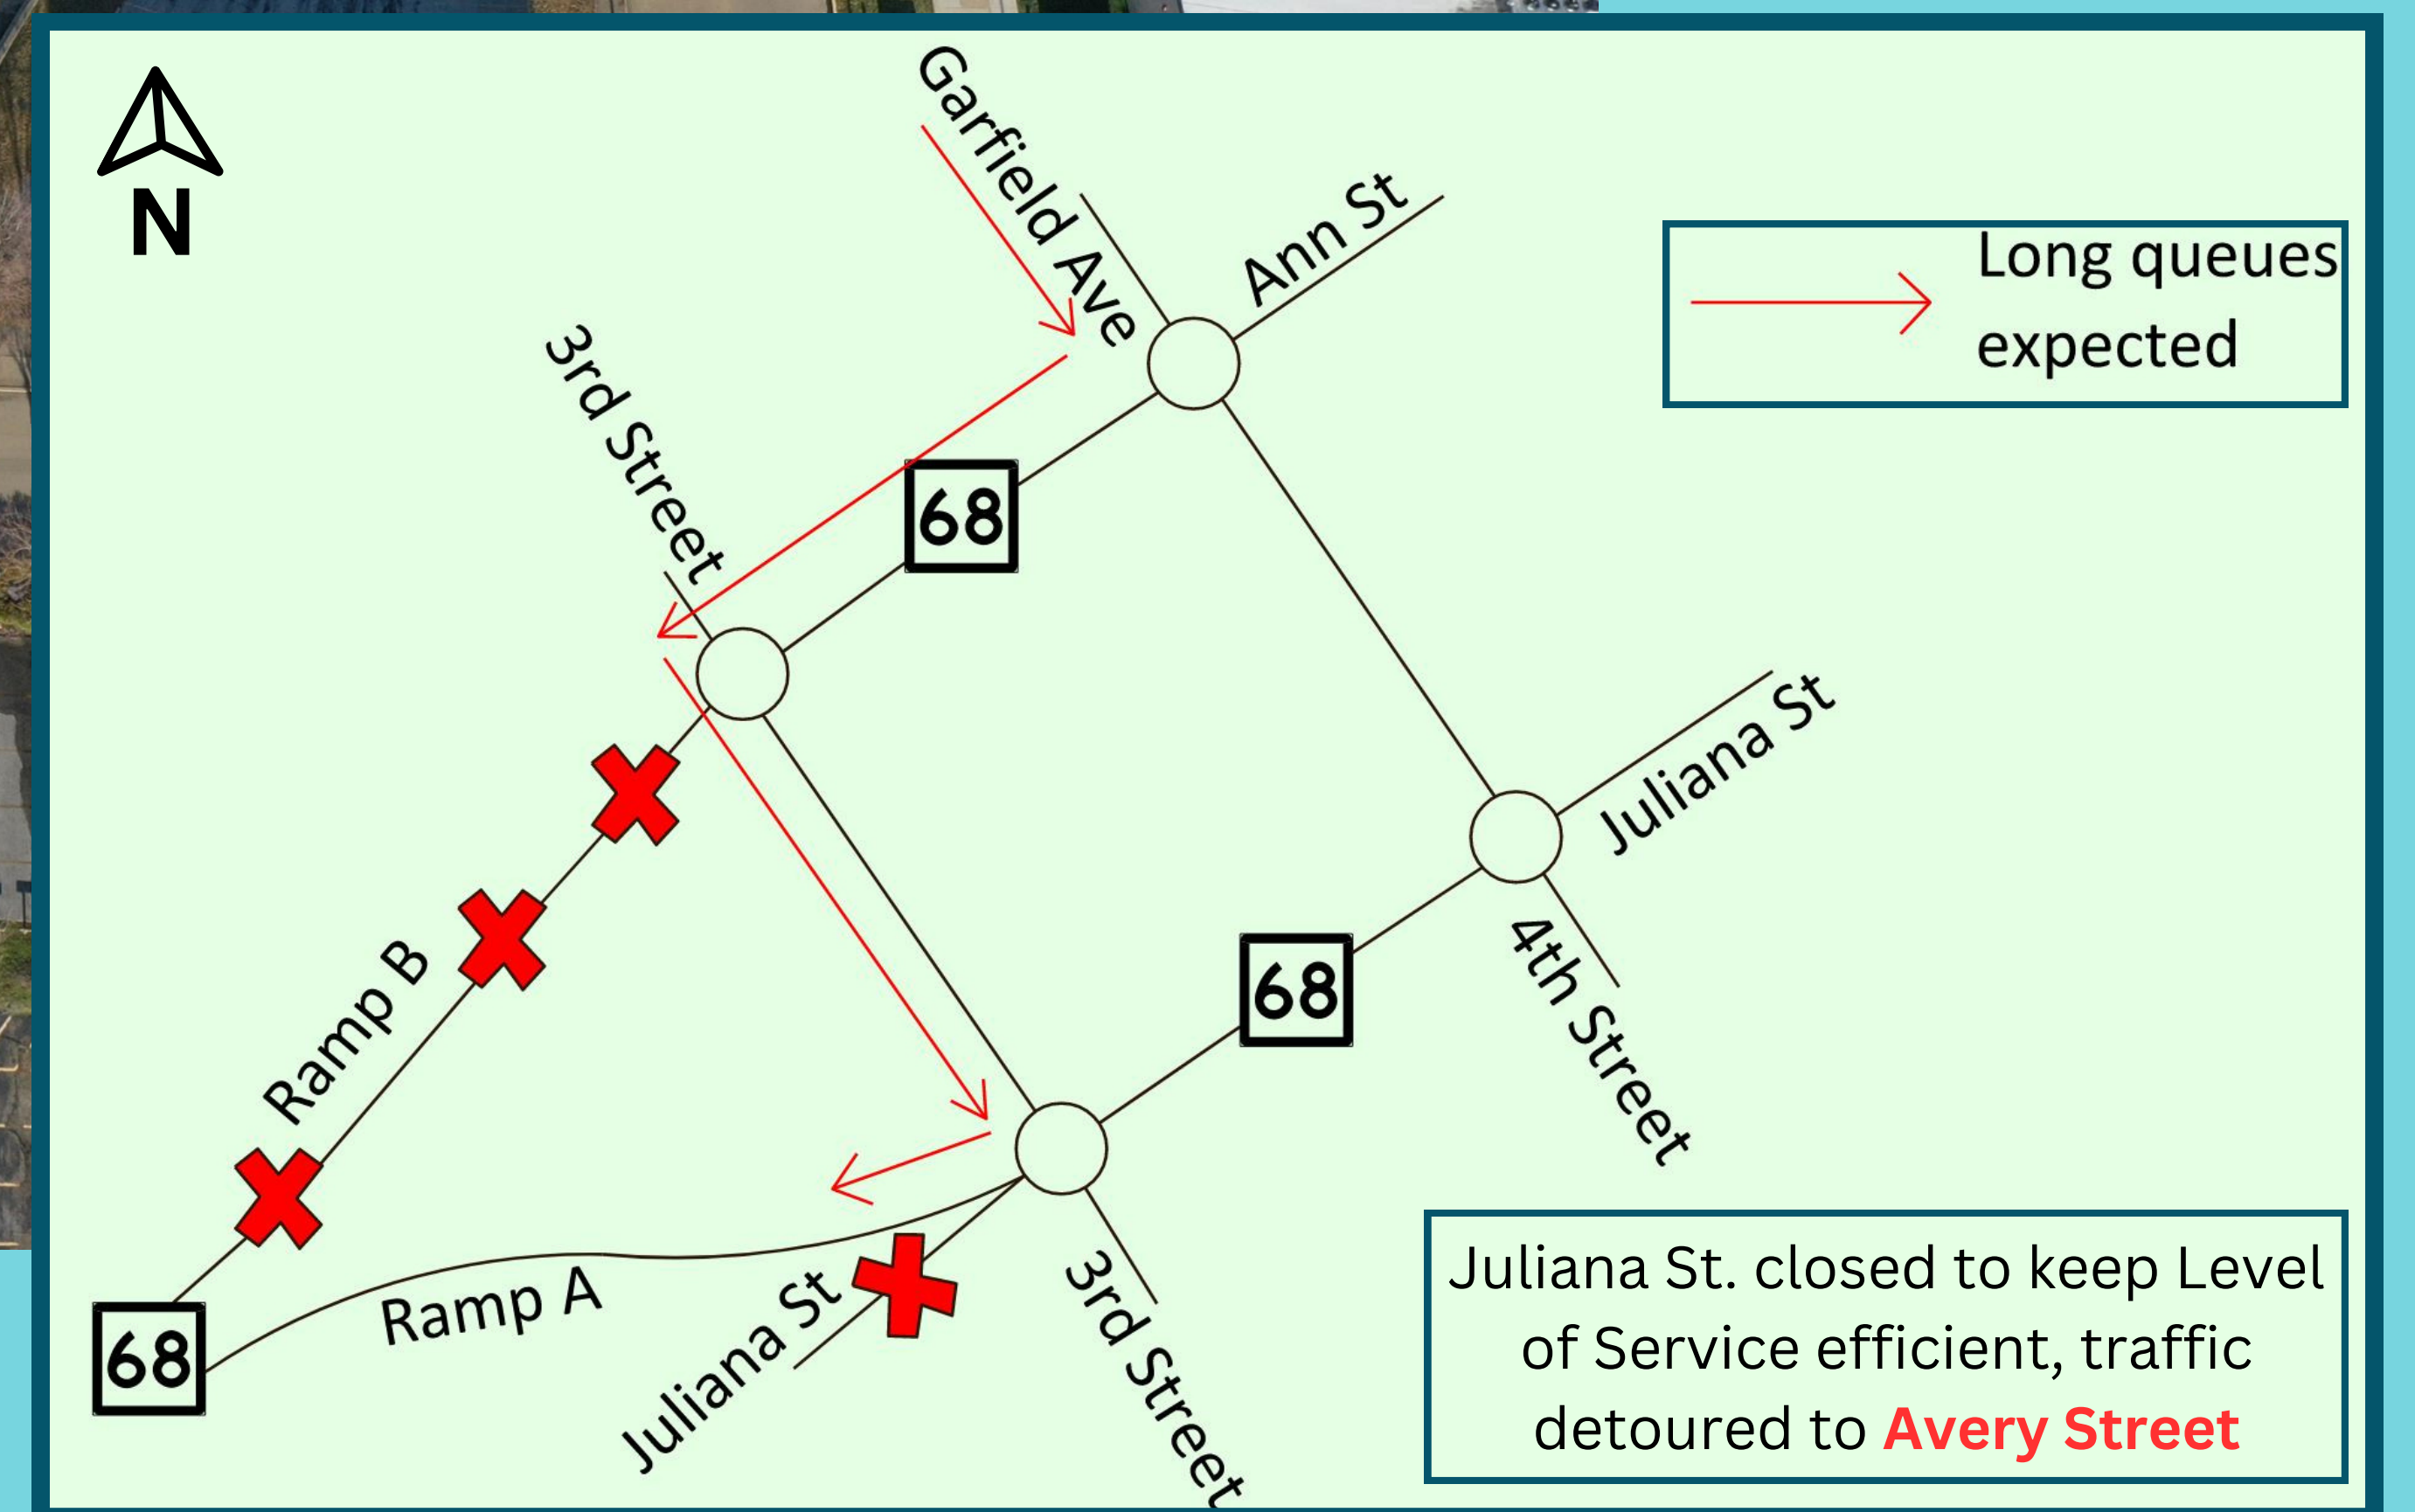 N
Garfield Ave
Ann St
Long queues
expected
3rd Street
68
Juliana St
Ramp B
68
4th Street
Ramp A
68
Juliana St
3rd Street
Juliana St. closed to keep Level
of Service efficient, traffic
detoured to Avery Street